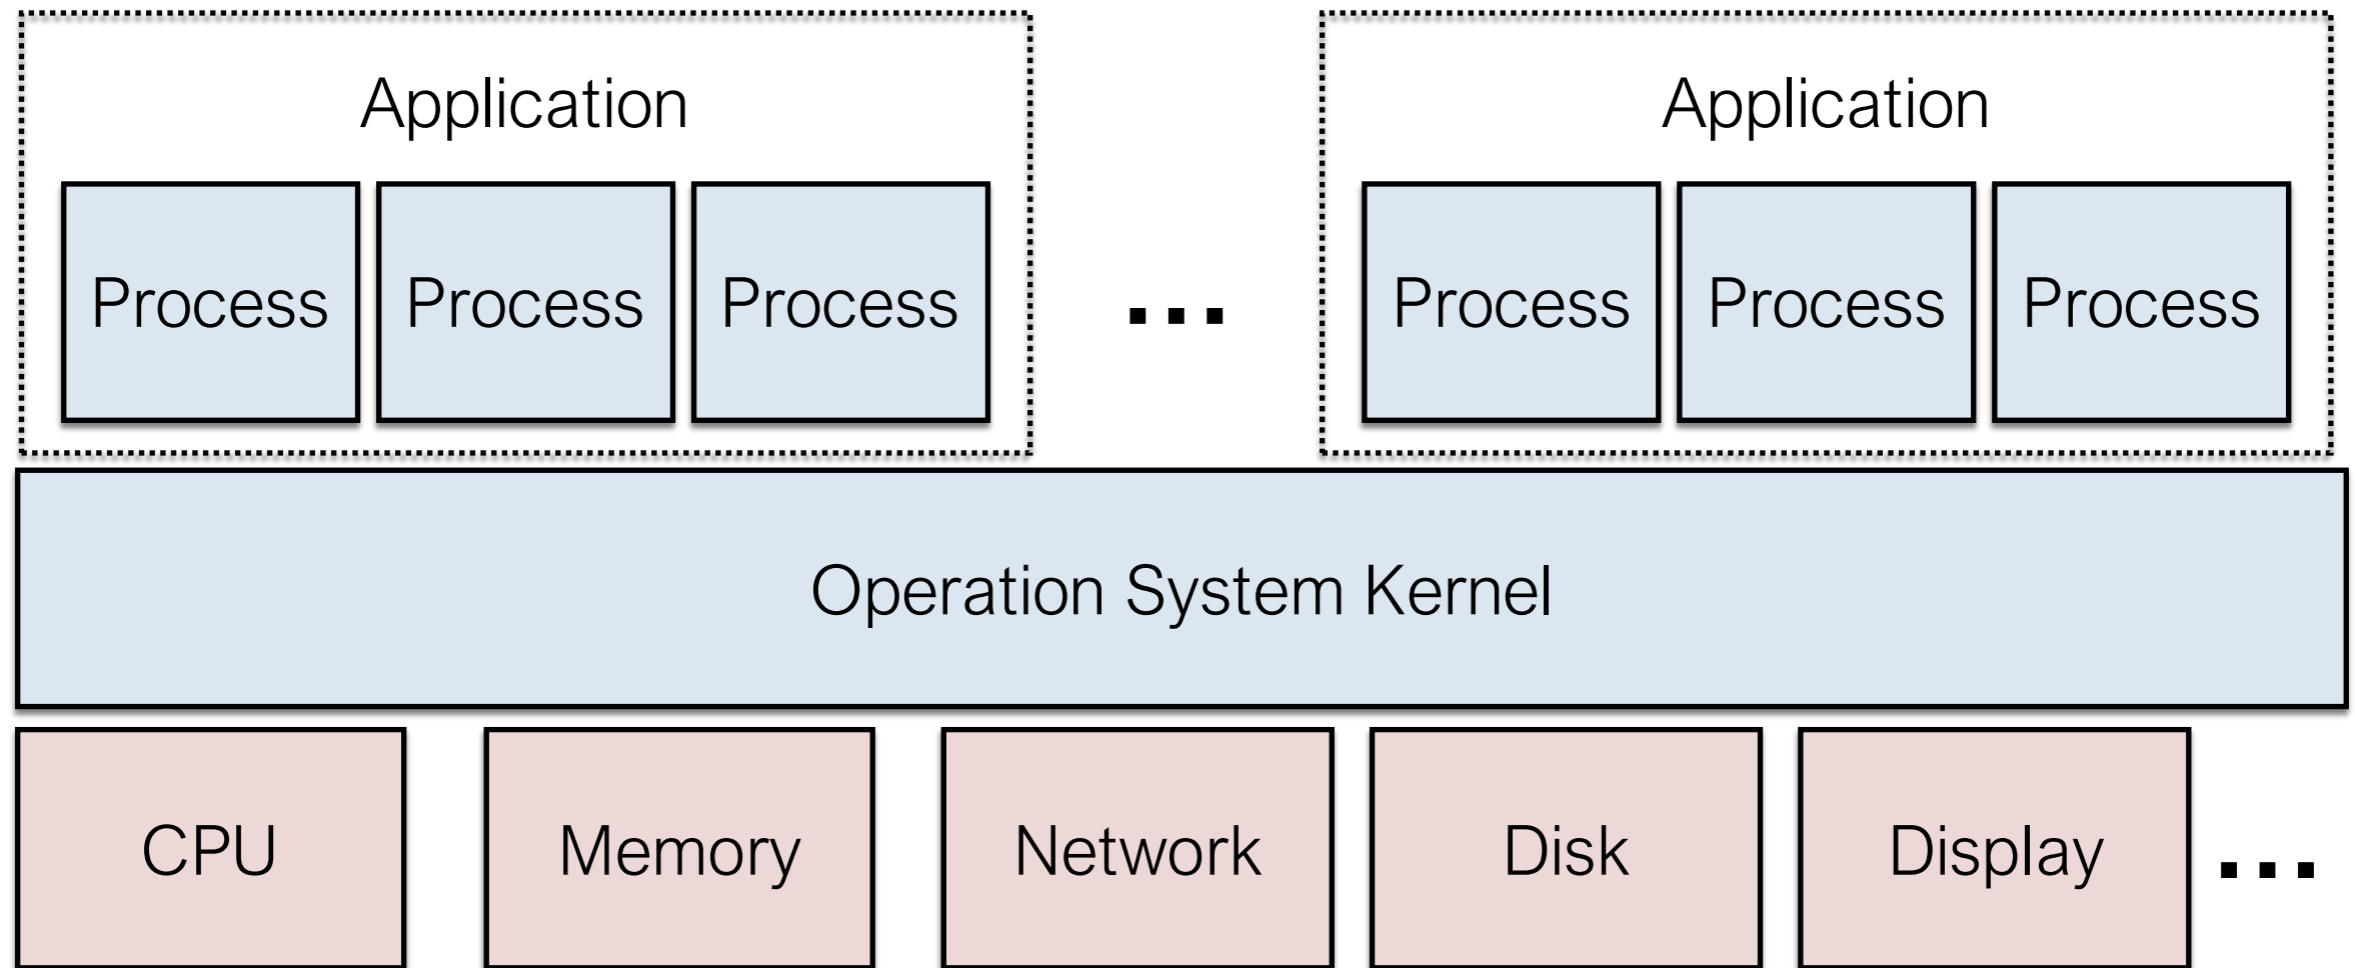 Application Application
Process Process Process ... Process Process Process
Operation System Kernel
CPU Memory Network Disk Display ...